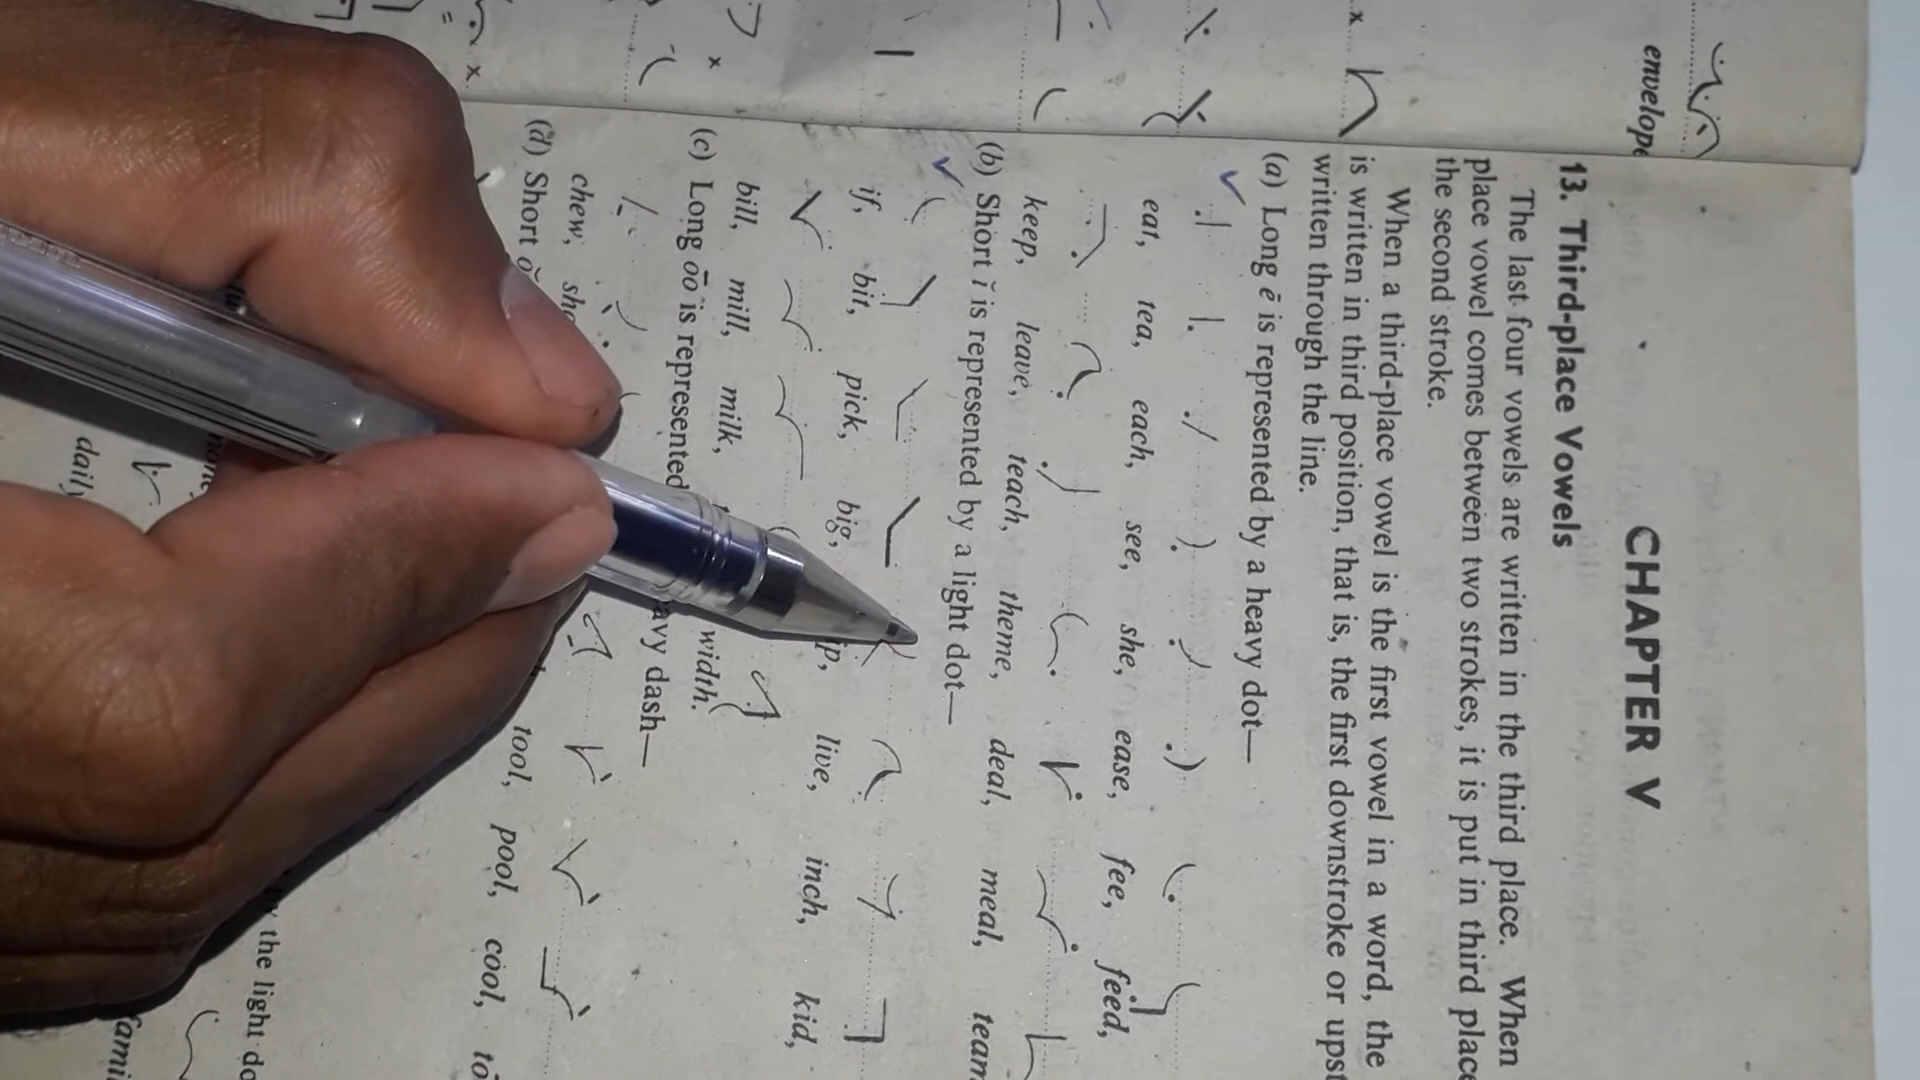 envelope
CHAPTER V
13. Third-place Vowels
The last four vowels are written in the third place. When
place vowel comes between two strokes, it is put in third place
the second stroke.
When a third-place vowel is the first vowel in a word, the
is written in third position, that is, the first downstroke or
written through the line.
(a) Long ē is represented by a heavy dot—
eat, tea, each, see, she, ease, fee, feed,
keep, leave, teach, theme, deal, meal, team
(b) Short ĭ is represented by a light dot—
if, bit, pick, big, live, inch, kid,
bill, mill, milk, width.
(c) Long ōō is represented heavy dash—
chew, tool, pool, cool,
(d) Short
by the light
daily